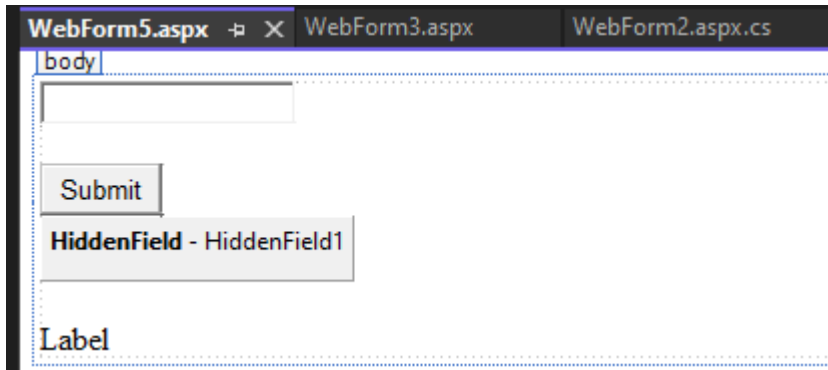 WebForm5.aspx WebForm3.aspx WebForm2.aspx.cs
body
Submit
HiddenField - HiddenField1
Label